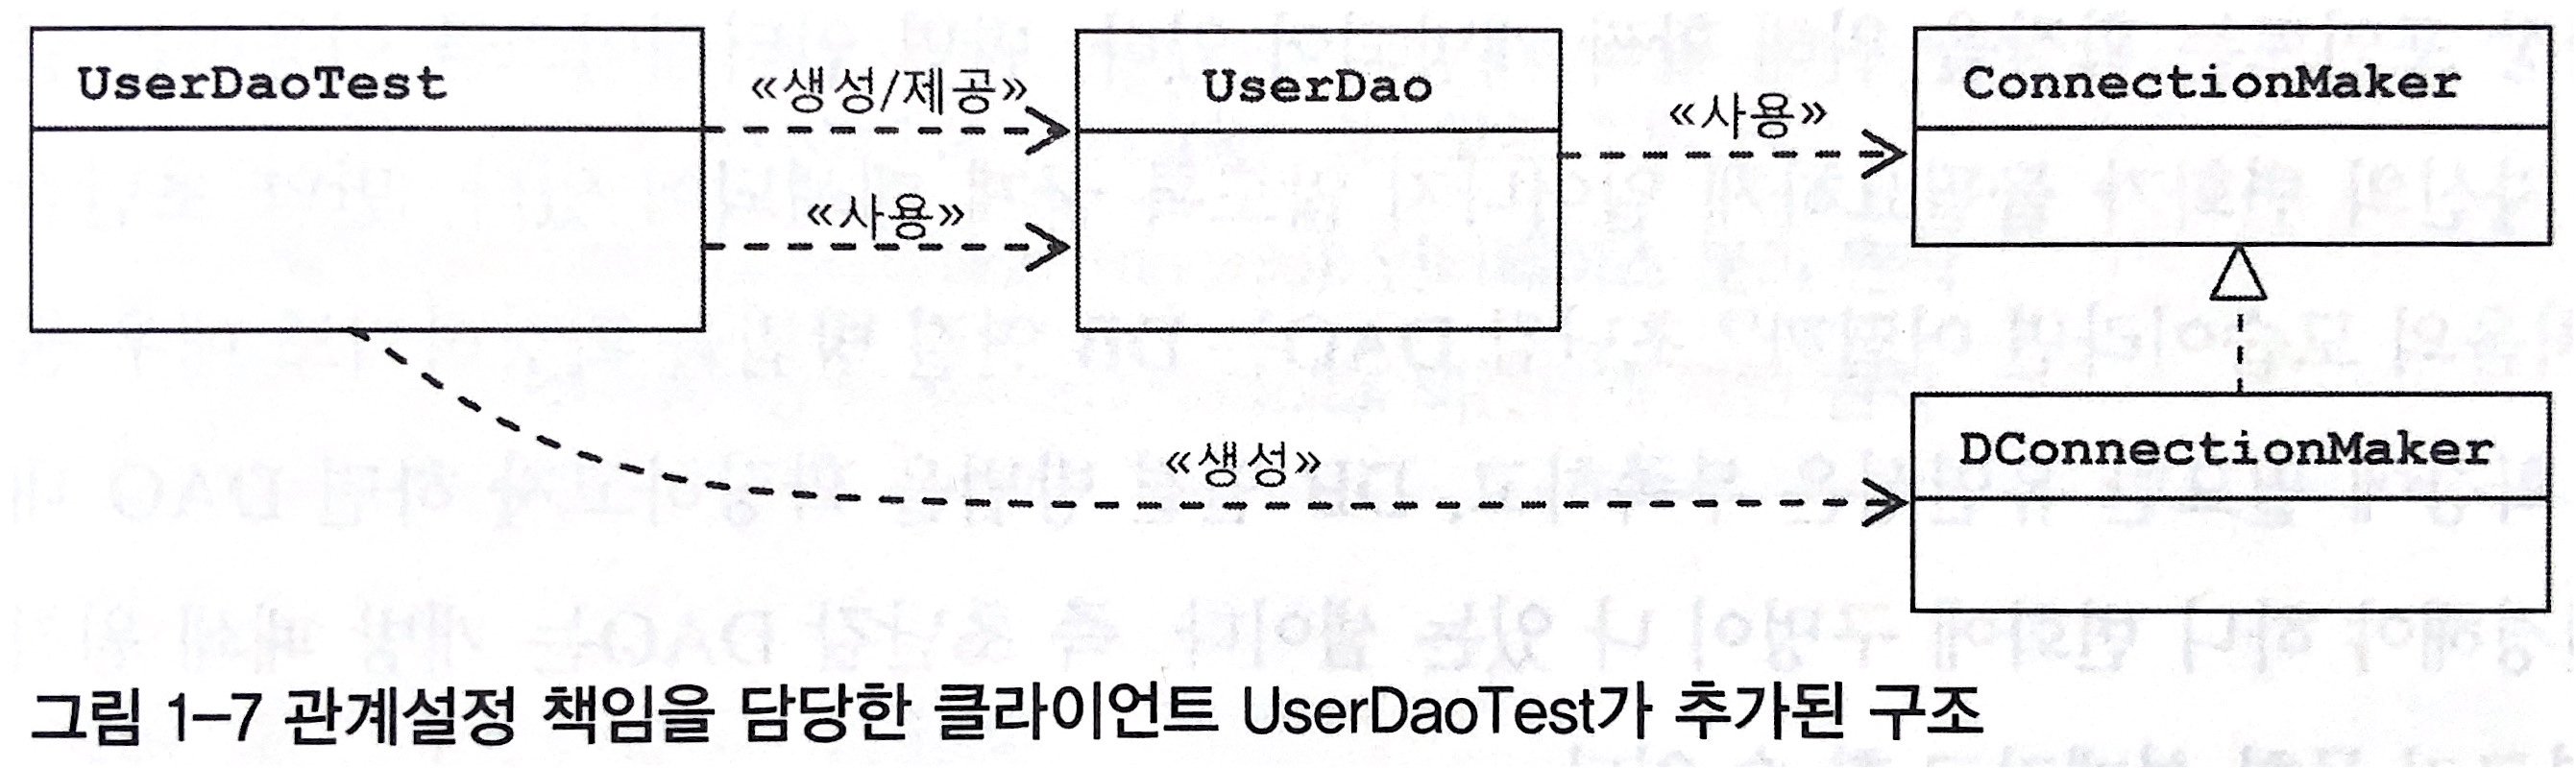 UserDaoTest
«생성/제공»
«사용»
UserDao
«사용»
ConnectionMaker
«생성»
DConnectionMaker
그림 1-7 관계설정 책임을 담당한 클라이언트 UserDaoTest가 추가된 구조